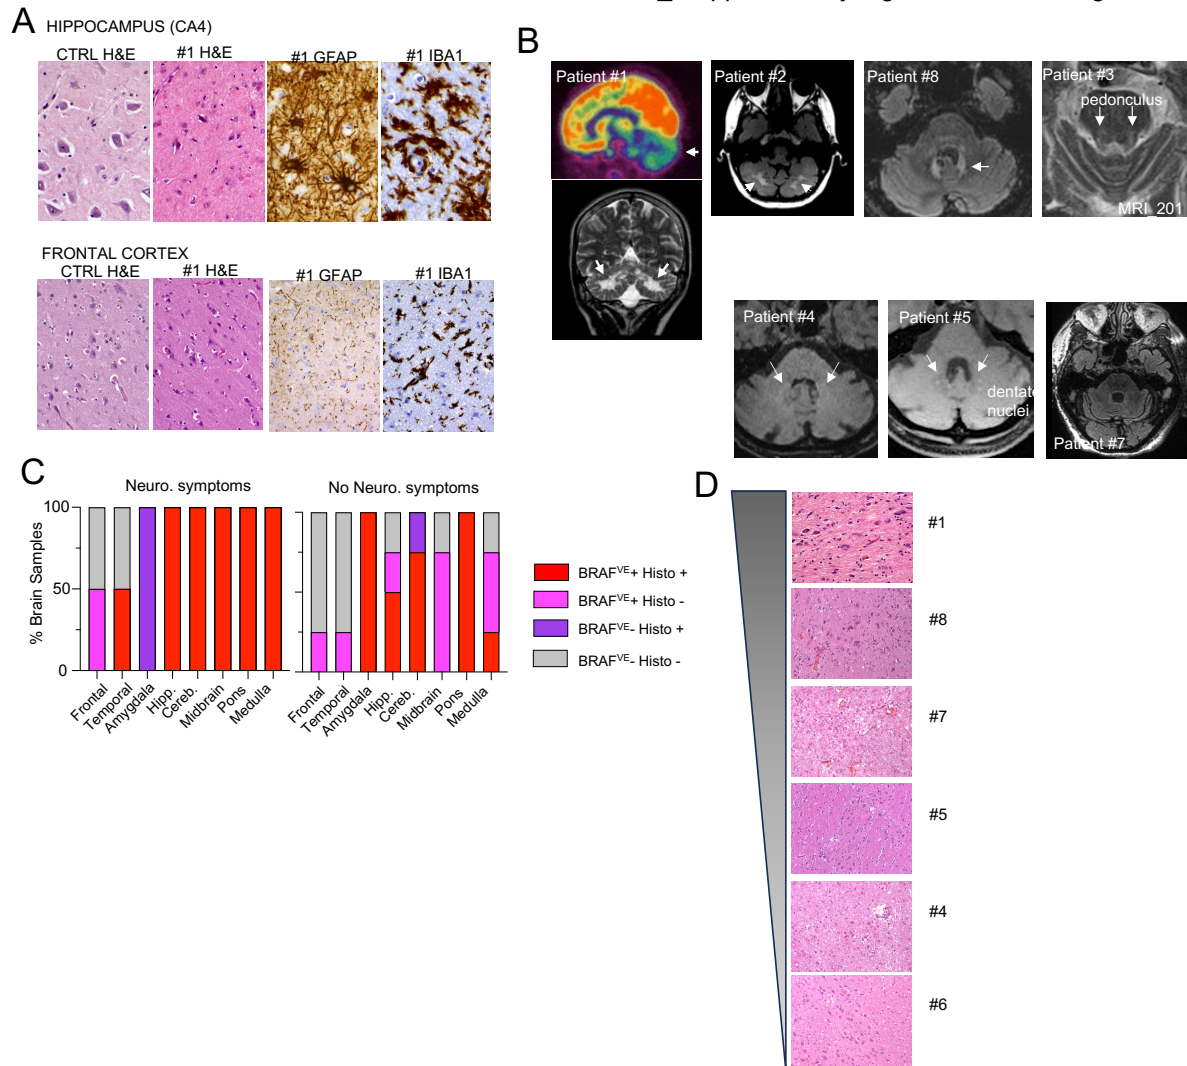 A
HIPPOCAMPUS (CA4)
CTRL H&E
#1 H&E
#1 GFAP
#1 IBA1
FRONTAL CORTEX
CTRL H&E
#1 H&E
#1 GFAP
#1 IBA1
B
Patient #1
Patient #2
Patient #8
Patient #3
pedonculus
MRI_201
Patient #4
Patient #5
dentate
nuclei
Patient #7
C
Neuro. symptoms
No Neuro. symptoms
% Brain Samples
100
50
0
Frontal
Temporal
Amygdala
Hipp.
Cereb.
Midbrain
Pons
Medulla
Frontal
Temporal
Amygdala
Hipp.
Cereb.
Midbrain
Pons
Medulla
BRAFVE+ Histo +
BRAFVE+ Histo -
BRAFVE- Histo +
BRAFVE- Histo -
D
#1
#8
#7
#5
#4
#6